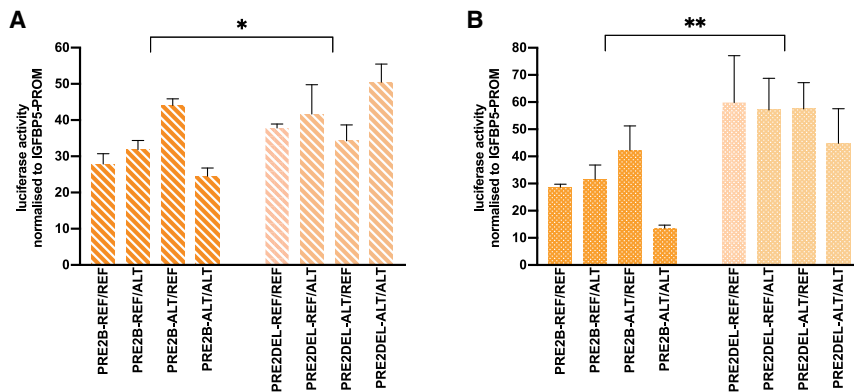 A
*
luciferase activity
normalised to IGFBP5-PROM
60
50
40
30
20
10
0
PRE2B-REF/REF
PRE2B-REF/ALT
PRE2B-ALT/REF
PRE2B-ALT/ALT
PRE2DEL-REF/REF
PRE2DEL-REF/ALT
PRE2DEL-ALT/REF
PRE2DEL-ALT/ALT
B
**
luciferase activity
normalised to IGFBP5-PROM
80
70
60
50
40
30
20
10
0
PRE2B-REF/REF
PRE2B-REF/ALT
PRE2B-ALT/REF
PRE2B-ALT/ALT
PRE2DEL-REF/REF
PRE2DEL-REF/ALT
PRE2DEL-ALT/REF
PRE2DEL-ALT/ALT